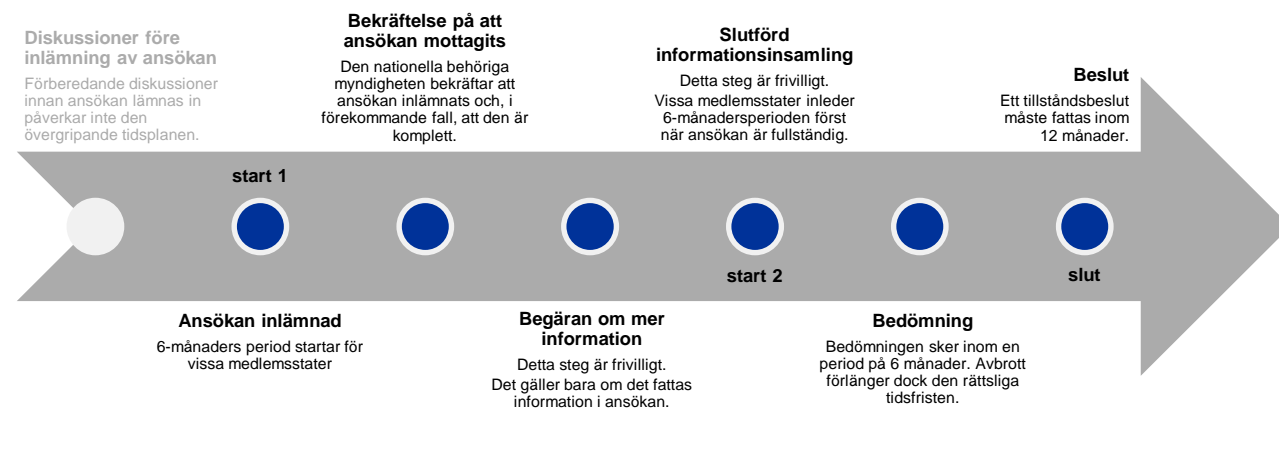 Diskussioner före
inlämning av ansökan
Förberedande diskussioner
innan ansökan lämnas in
påverkar inte den
övergripande tidsplanen.
Bekräftelse på att
ansökan mottagits
Den nationella behöriga
myndigheten bekräftar att
ansökan inlämnats och, i
förekommande fall, att den är
komplett.
Slutförd
informationsinsamling
Detta steg är frivilligt.
Vissa medlemsstater inleder
6-månadersperioden först
när ansökan är fullständig.
Beslut
Ett tillståndsbeslut
måste fattas inom
12 månader.
start 1
start 2
slut
Ansökan inlämnad
6-månaders period startar för
vissa medlemsstater
Begäran om mer
information
Detta steg är frivilligt.
Det gäller bara om det fattas
information i ansökan.
Bedömning
Bedömningen sker inom en
period på 6 månader. Avbrott
förlänger dock den rättsliga
tidsfristen.